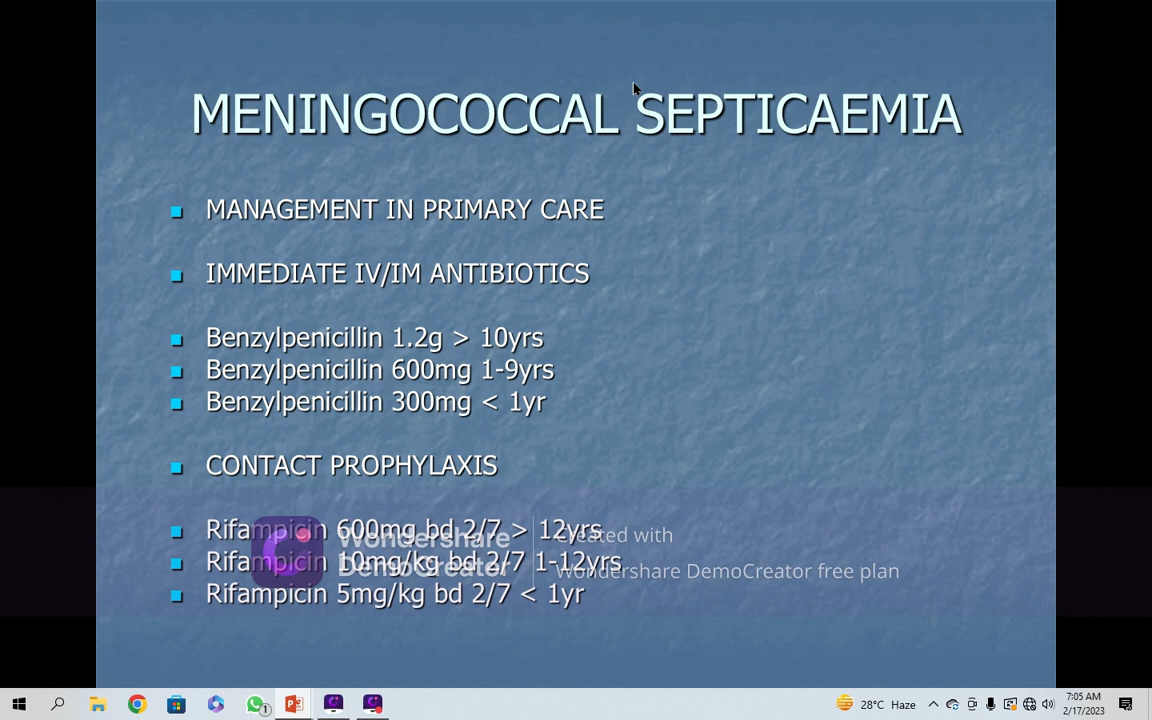 MENINGOCOCCAL SEPTICAEMIA
MANAGEMENT IN PRIMARY CARE
IMMEDIATE IV/IM ANTIBIOTICS
Benzylpenicillin 1.2g > 10yrs
Benzylpenicillin 600mg 1-9yrs
Benzylpenicillin 300mg < 1yr
CONTACT PROPHYLAXIS
Rifampicin 600mg bd 2/7 > 12yrs
Rifampicin 10mg/kg bd 2/7 1-12yrs
Rifampicin 5mg/kg bd 2/7 < 1yr
Wondershare
DemoCreator
Created with
Wondershare DemoCreator free plan
28°C Haze
7:05 AM
2/17/2023